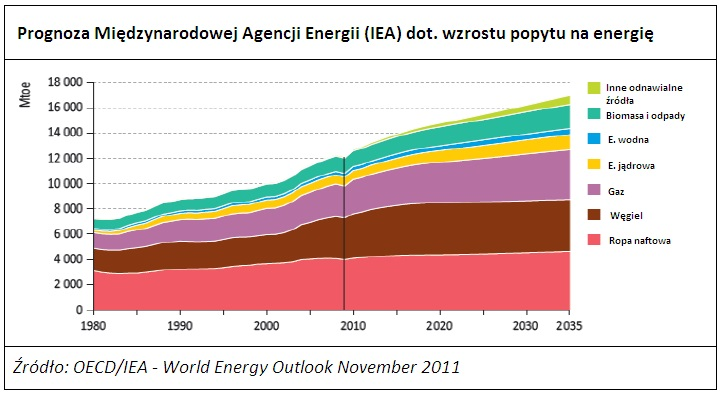 Prognoza Międzynarodowej Agencji Energii (IEA) dot. wzrostu popytu na energię
Mtoe
18 000
16 000
14 000
12 000
10 000
8 000
6 000
4 000
2 000
0
1980
1990
2000
2009
2020
2030
2035
Inne odnawialne
źródła
Biomasa i odpady
E. wodna
E. jądrowa
Gaz
Węgiel
Ropa naftowa
Źródło: OECD/IEA - World Energy Outlook November 2011